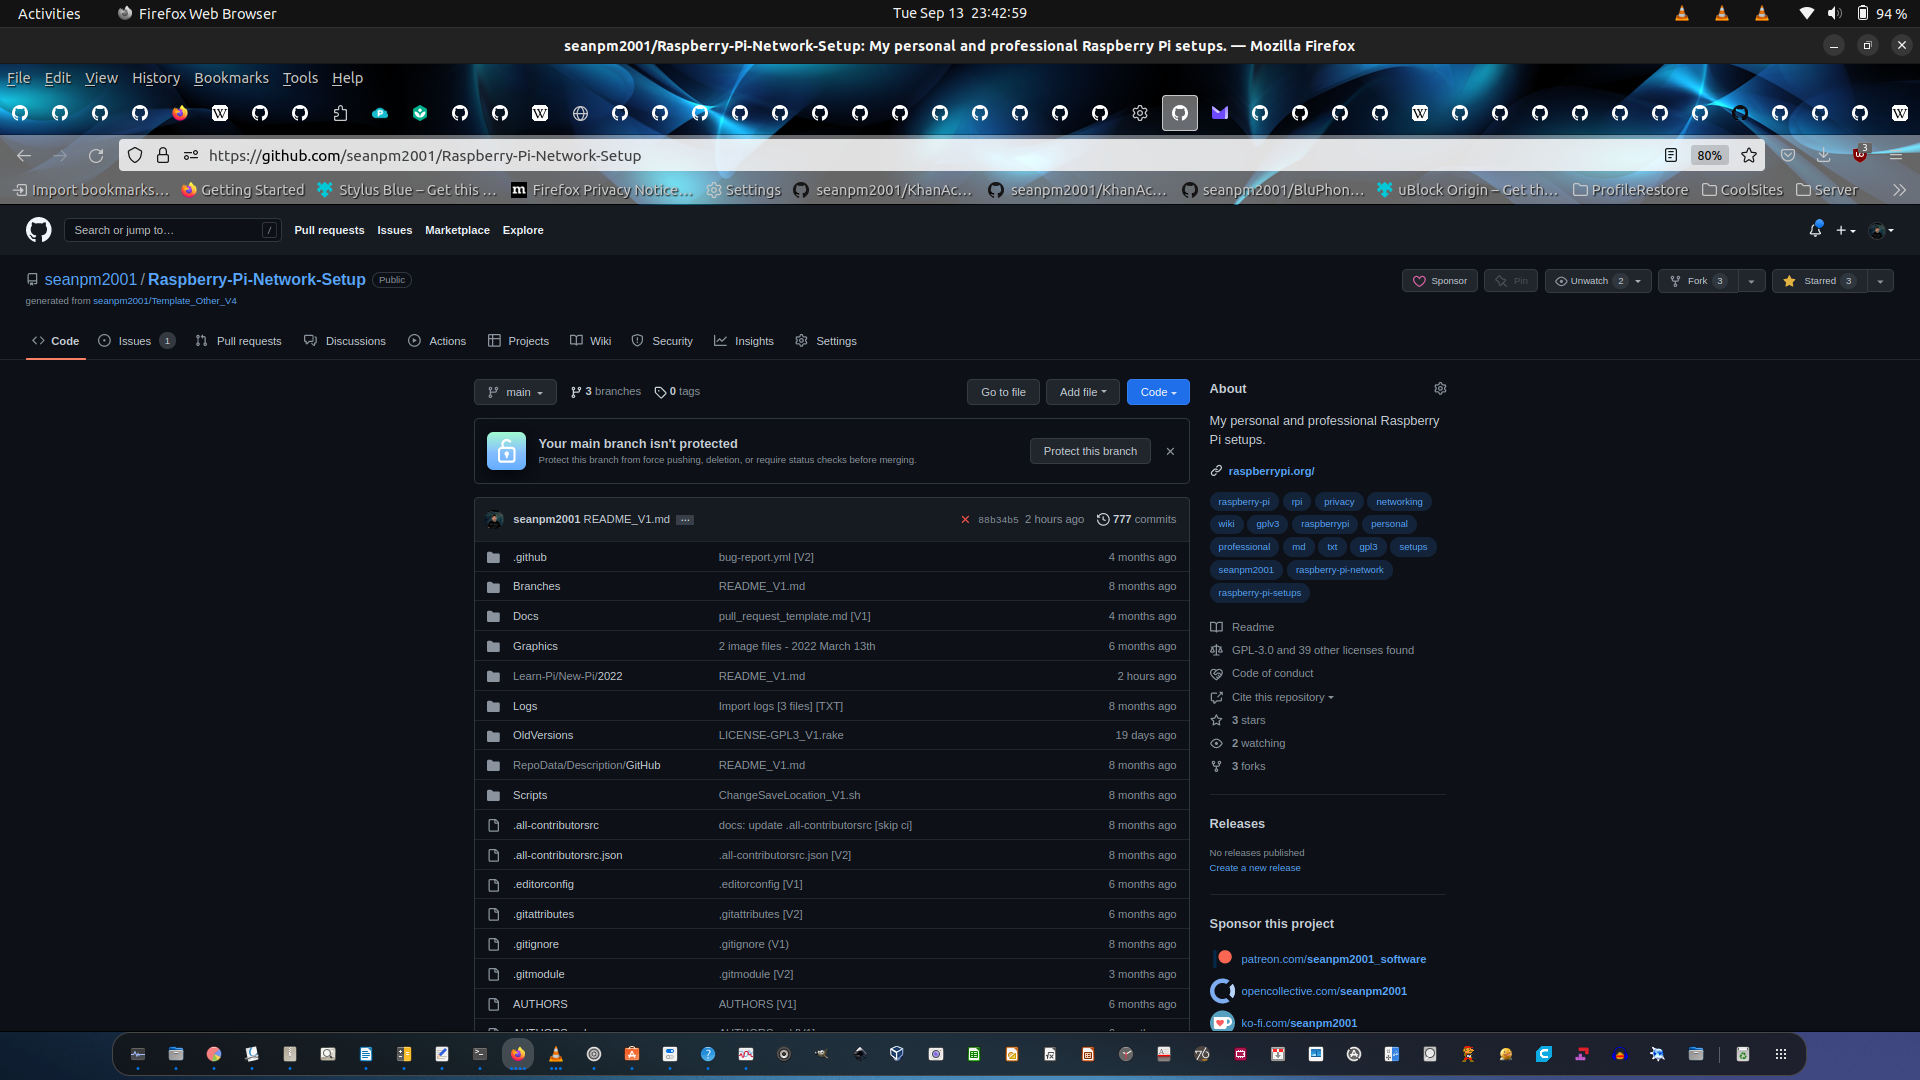 Activities Firefox Web Browser Tue Sep 13 23:42:59 94 %
seanpm2001/Raspberry-Pi-Network-Setup: My personal and professional Raspberry Pi setups. — Mozilla Firefox
File Edit View History Bookmarks Tools Help
https://github.com/seanpm2001/Raspberry-Pi-Network-Setup 80% 3
Import bookmarks… Getting Started Stylus Blue – Get this … Firefox Privacy Notice… Settings seanpm2001/KhanAc… seanpm2001/KhanAc… seanpm2001/BluPhon… uBlock Origin – Get th… ProfileRestore CoolSites Server
Search or jump to… / Pull requests Issues Marketplace Explore
seanpm2001 / Raspberry-Pi-Network-Setup Public Sponsor Pin Unwatch 2 Fork 3 Starred 3
generated from seanpm2001/Template_Other_V4
Code Issues 1 Pull requests Discussions Actions Projects Wiki Security Insights Settings
main 3 branches 0 tags Go to file Add file Code
Your main branch isn't protected
Protect this branch from force pushing, deletion, or require status checks before merging.
Protect this branch
seanpm2001 README_V1.md … 88b34b5 2 hours ago 777 commits
.github bug-report.yml [V2] 4 months ago
Branches README_V1.md 8 months ago
Docs pull_request_template.md [V1] 4 months ago
Graphics 2 image files - 2022 March 13th 6 months ago
Learn-Pi/New-Pi/2022 README_V1.md 2 hours ago
Logs Import logs [3 files] [TXT] 8 months ago
OldVersions LICENSE-GPL3_V1.rake 19 days ago
RepoData/Description/GitHub README_V1.md 8 months ago
Scripts ChangeSaveLocation_V1.sh 8 months ago
.all-contributorsrc docs: update .all-contributorsrc [skip ci] 8 months ago
.all-contributorsrc.json .all-contributorsrc.json [V2] 8 months ago
.editorconfig .editorconfig [V1] 6 months ago
.gitattributes ,gitattributes [V2] 6 months ago
.gitignore .gitignore (V1) 8 months ago
.gitmodule .gitmodule [V2] 3 months ago
AUTHORS AUTHORS [V1] 6 months ago
About
My personal and professional Raspberry
Pi setups.
raspberrypi.org/
raspberry-pi rpi privacy networking
wiki gplv3 raspberrypi personal
professional md txt gpl3 setups
seanpm2001 raspberry-pi-network
raspberry-pi-setups
Readme
GPL-3.0 and 39 other licenses found
Code of conduct
Cite this repository
3 stars
2 watching
3 forks
Releases
No releases published
Create a new release
Sponsor this project
patreon.com/seanpm2001_software
opencollective.com/seanpm2001
ko-fi.com/seanpm2001